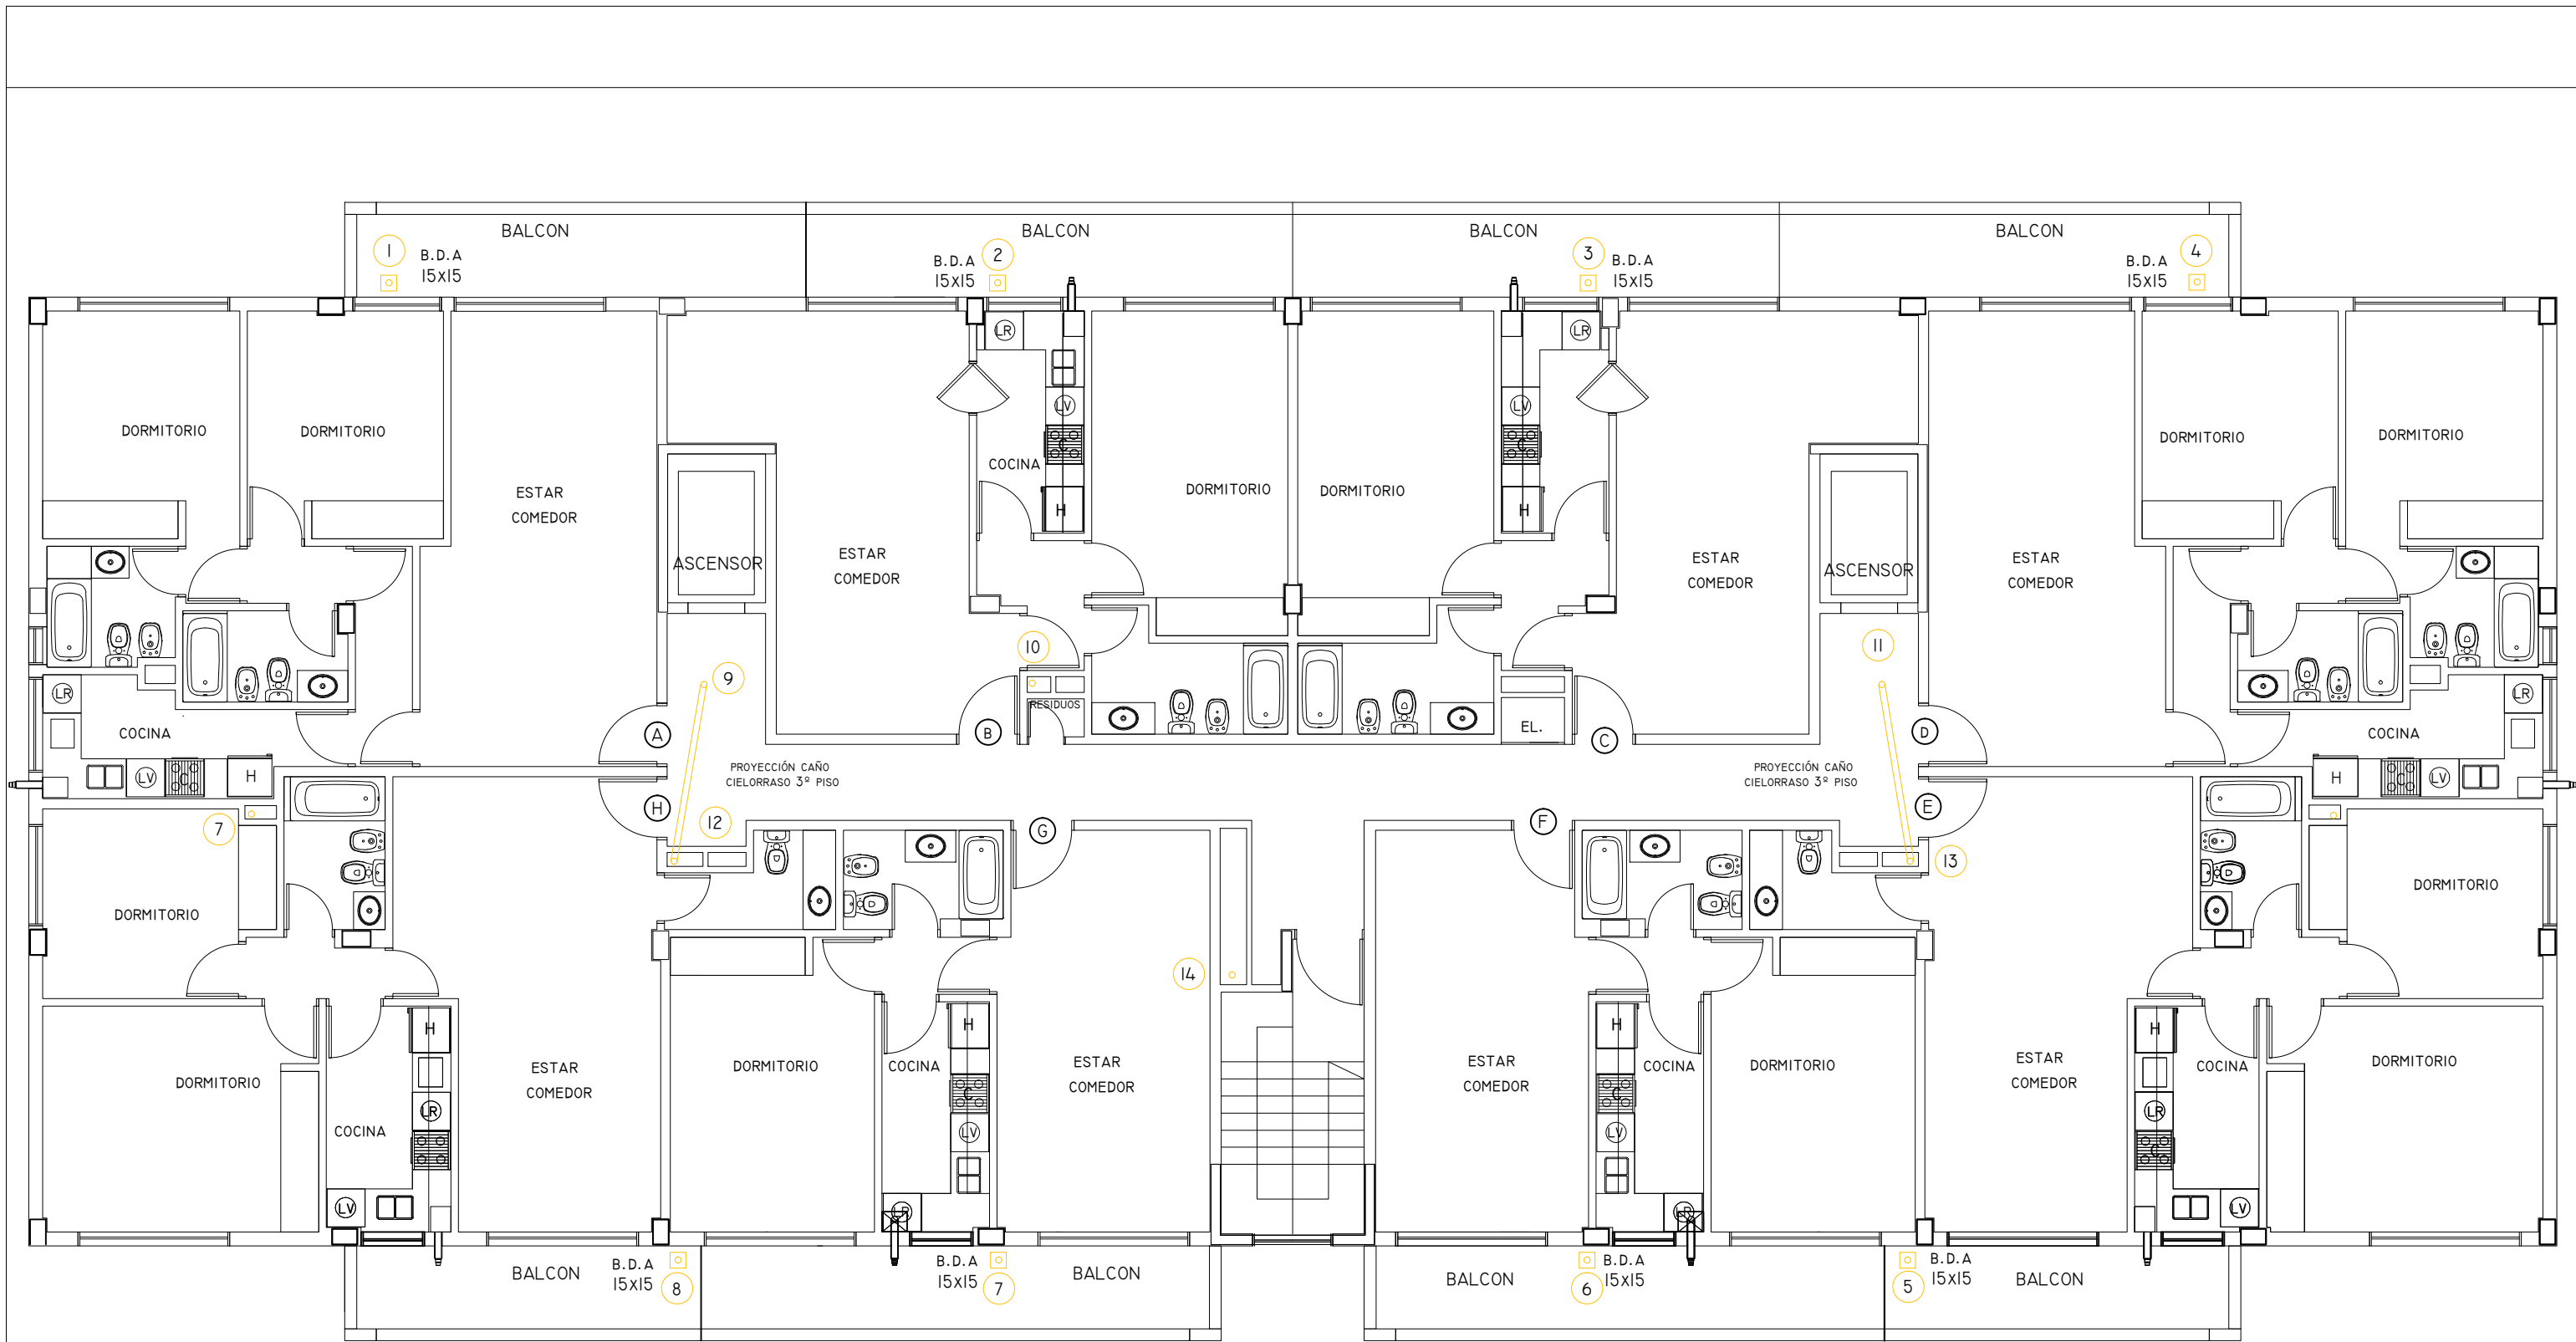 BALCON
BALCON
BALCON
BALCON
1
B.D.A
15x15
2
B.D.A
15x15
3
B.D.A
15x15
4
B.D.A
15x15
LR
LR
LV
LV
C
C
DORMITORIO
DORMITORIO
DORMITORIO
DORMITORIO
COCINA
ESTAR
COMEDOR
DORMITORIO
DORMITORIO
H
H
ASCENSOR
ESTAR
COMEDOR
ESTAR
COMEDOR
ASCENSOR
ESTAR
COMEDOR
10
11
9
LR
LR
RESIDUOS
EL.
COCINA
A
B
C
D
COCINA
LV
C
H
PROYECCIÓN CAÑO
CIELORRASO 3º PISO
PROYECCIÓN CAÑO
CIELORRASO 3º PISO
H
C
LV
7
H
12
G
F
E
13
DORMITORIO
DORMITORIO
14
H
H
H
H
DORMITORIO
ESTAR
COMEDOR
DORMITORIO
COCINA
C
ESTAR
COMEDOR
ESTAR
COMEDOR
C
COCINA
DORMITORIO
ESTAR
COMEDOR
COCINA
DORMITORIO
LR
COCINA
LV
LV
LR
C
LV
LR
LR
LV
BALCON
B.D.A
15x15
8
B.D.A
15x15
7
BALCON
BALCON
6
B.D.A
15x15
5
B.D.A
15x15
BALCON